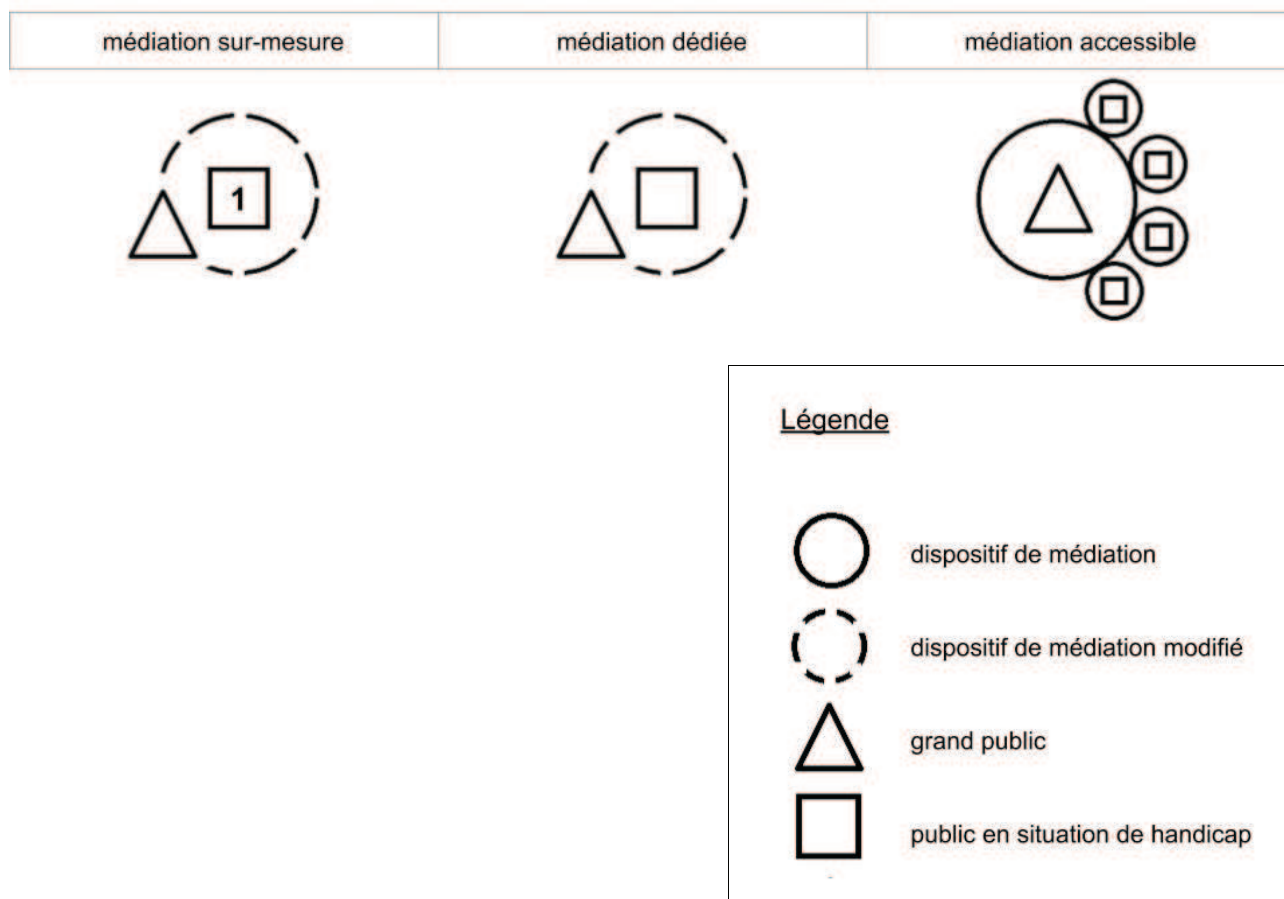 médiation sur-mesure
médiation dédiée
médiation accessible
1
Légende
dispositif de médiation
dispositif de médiation modifié
grand public
public en situation de handicap